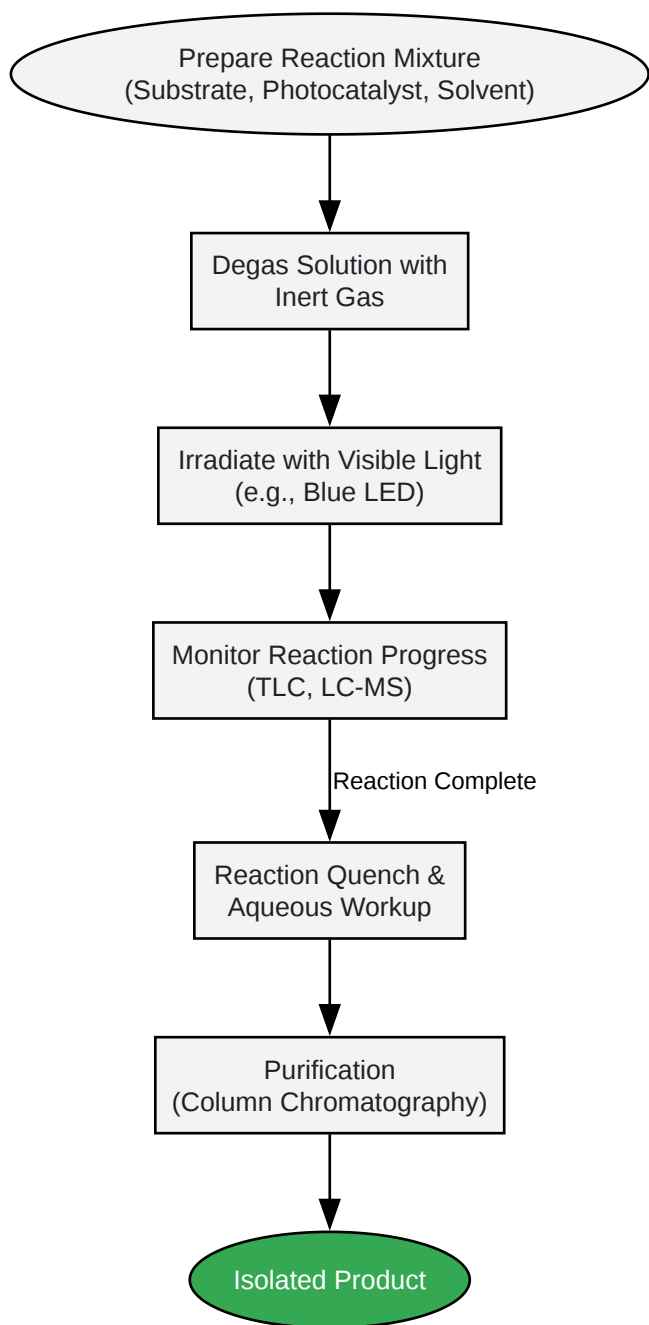 Prepare Reaction Mixture
(Substrate, Photocatalyst, Solvent)
Degas Solution with
Inert Gas
Irradiate with Visible Light
(e.g., Blue LED)
Monitor Reaction Progress
(TLC, LC-MS)
Reaction Complete
Reaction Quench &
Aqueous Workup
Purification
(Column Chromatography)
Isolated Product